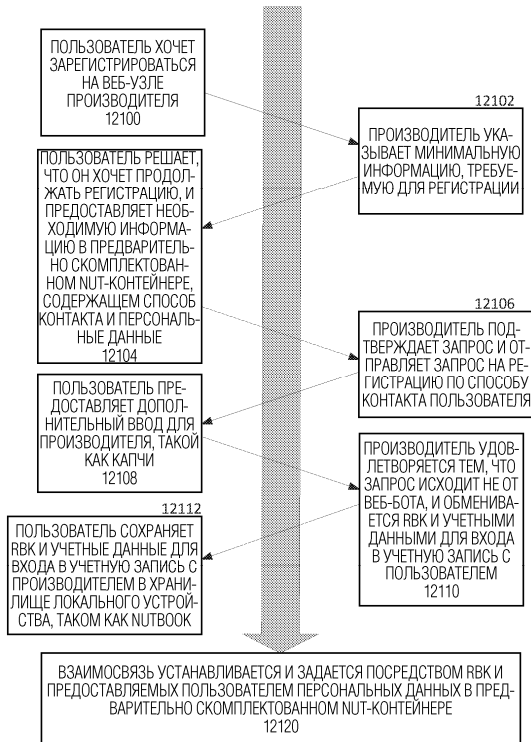 ПОЛЬЗОВАТЕЛЬ ХОЧЕТ
ЗАРЕГИСТРИРОВАТЬСЯ
НА ВЕБ-УЗЛЕ
ПРОИЗВОДИТЕЛЯ
12100
12102
ПРОИЗВОДИТЕЛЬ УКА-
ЗЫВАЕТ МИНИМАЛЬНУЮ
ИНФОРМАЦИЮ, ТРЕБУЕ-
МУЮ ДЛЯ РЕГИСТРАЦИИ
ПОЛЬЗОВАТЕЛЬ РЕШАЕТ,
ЧТО ОН ХОЧЕТ ПРОДОЛ-
ЖАТЬ РЕГИСТРАЦИЮ, И
ПРЕДОСТАВЛЯЕТ НЕОБ-
ХОДИМУЮ ИНФОРМА-
ЦИЮ В ПРЕДВАРИТЕЛЬ-
НО СКОМПЛЕКТОВАН-
НОМ NUT-КОНТЕЙНЕРЕ,
СОДЕРЖАЩЕМ СПОСОБ
КОНТАКТА И ПЕРСОНАЛЬ-
НЫЕ ДАННЫЕ
12104
12106
ПРОИЗВОДИТЕЛЬ ПОД-
ТВЕРЖДАЕТ ЗАПРОС И ОТ-
ПРАВЛЯЕТ ЗАПРОС НА РЕ-
ГИСТРАЦИЮ ПО СПОСОБУ
КОНТАКТА ПОЛЬЗОВАТЕЛЯ
ПОЛЬЗОВАТЕЛЬ ПРЕ-
ДОСТАВЛЯЕТ ДОПОЛ-
НИТЕЛЬНЫЙ ВВОД ДЛЯ
ПРОИЗВОДИТЕЛЯ, ТАКОЙ
КАК КАПЧИ
12108
ПРОИЗВОДИТЕЛЬ УДОВ-
ЛЕТВОРЯЕТСЯ ТЕМ, ЧТО
ЗАПРОС ИСХОДИТ НЕ ОТ
ВЕБ-БОТА, И ОБМЕНИВА-
ЕТСЯ RBK И УЧЕТНЫМИ
ДАННЫМИ ДЛЯ ВХОДА
В УЧЕТНУЮ ЗАПИСЬ С
ПОЛЬЗОВАТЕЛЕМ
12110
12112
ПОЛЬЗОВАТЕЛЬ СОХРАНЯЕТ
RBK И УЧЕТНЫЕ ДАННЫЕ ДЛЯ
ВХОДА В УЧЕТНУЮ ЗАПИСЬ С
ПРОИЗВОДИТЕЛЕМ В ХРАНИ-
ЛИЩЕ ЛОКАЛЬНОГО УСТРОЙ-
СТВА, ТАКОМ КАК NUTBOOK
ВЗАИМОСВЯЗЬ УСТАНАВЛИВАЕТСЯ И ЗАДАЕТСЯ ПОСРЕДСТВОМ RBK И
ПРЕДОСТАВЛЯЕМЫХ ПОЛЬЗОВАТЕЛЕМ ПЕРСОНАЛЬНЫХ ДАННЫХ В ПРЕД-
ВАРИТЕЛЬНО СКОМПЛЕКТОВАННОМ NUT-КОНТЕЙНЕРЕ
12120